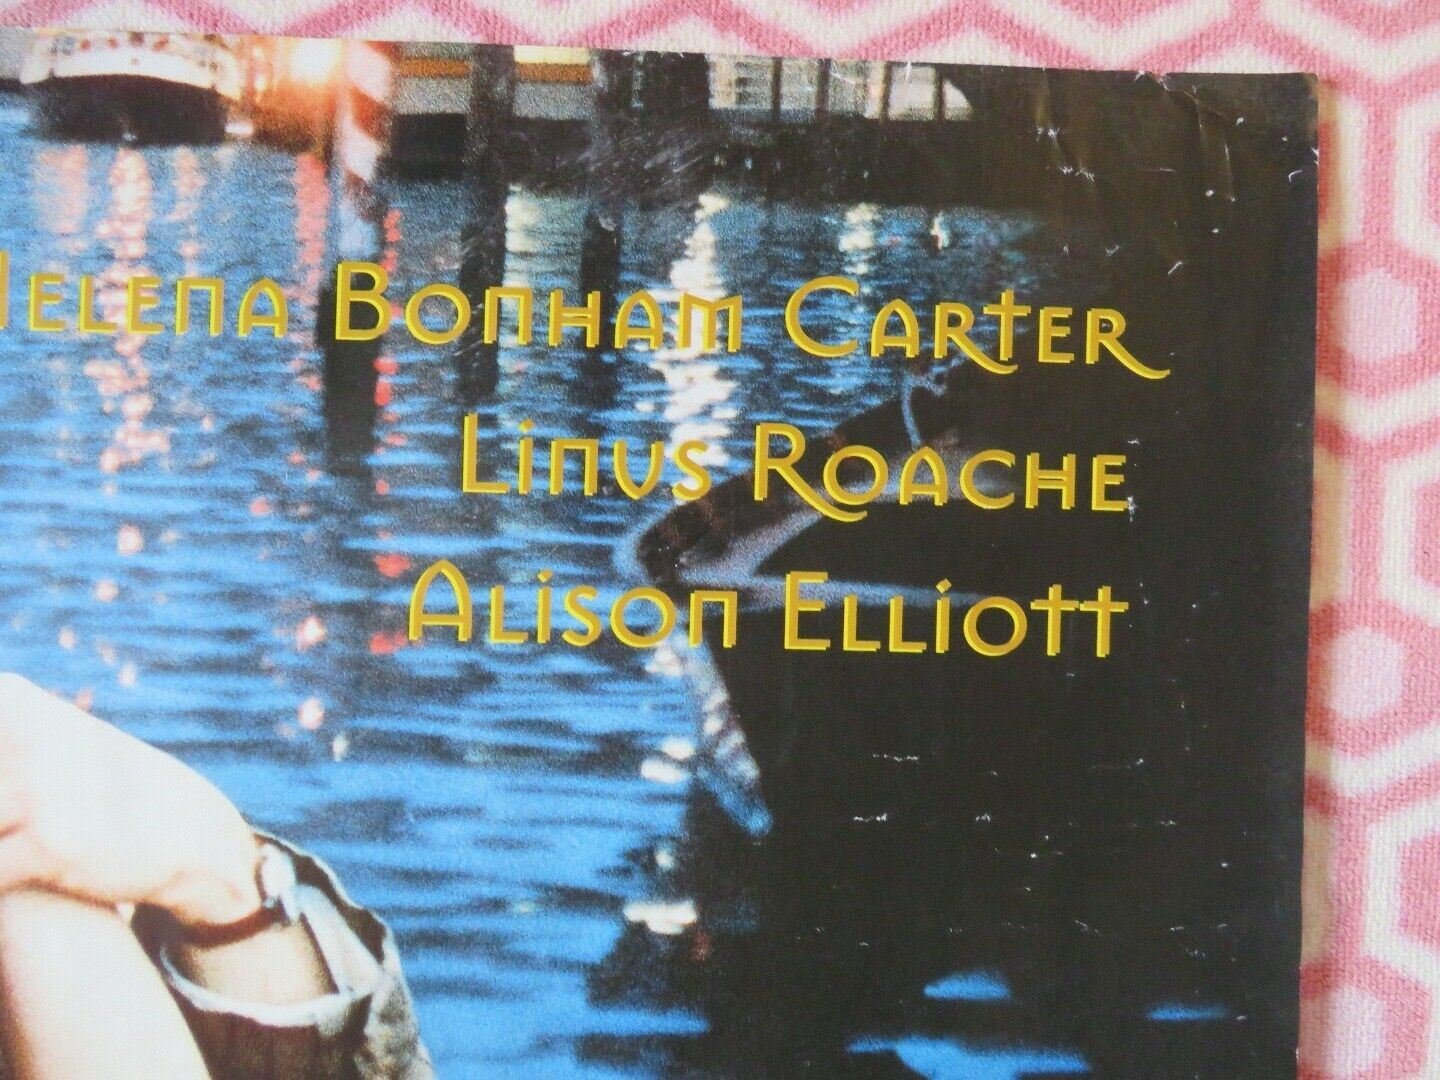 Helena Bonham Carter
Linus Roache
Alison Elliott